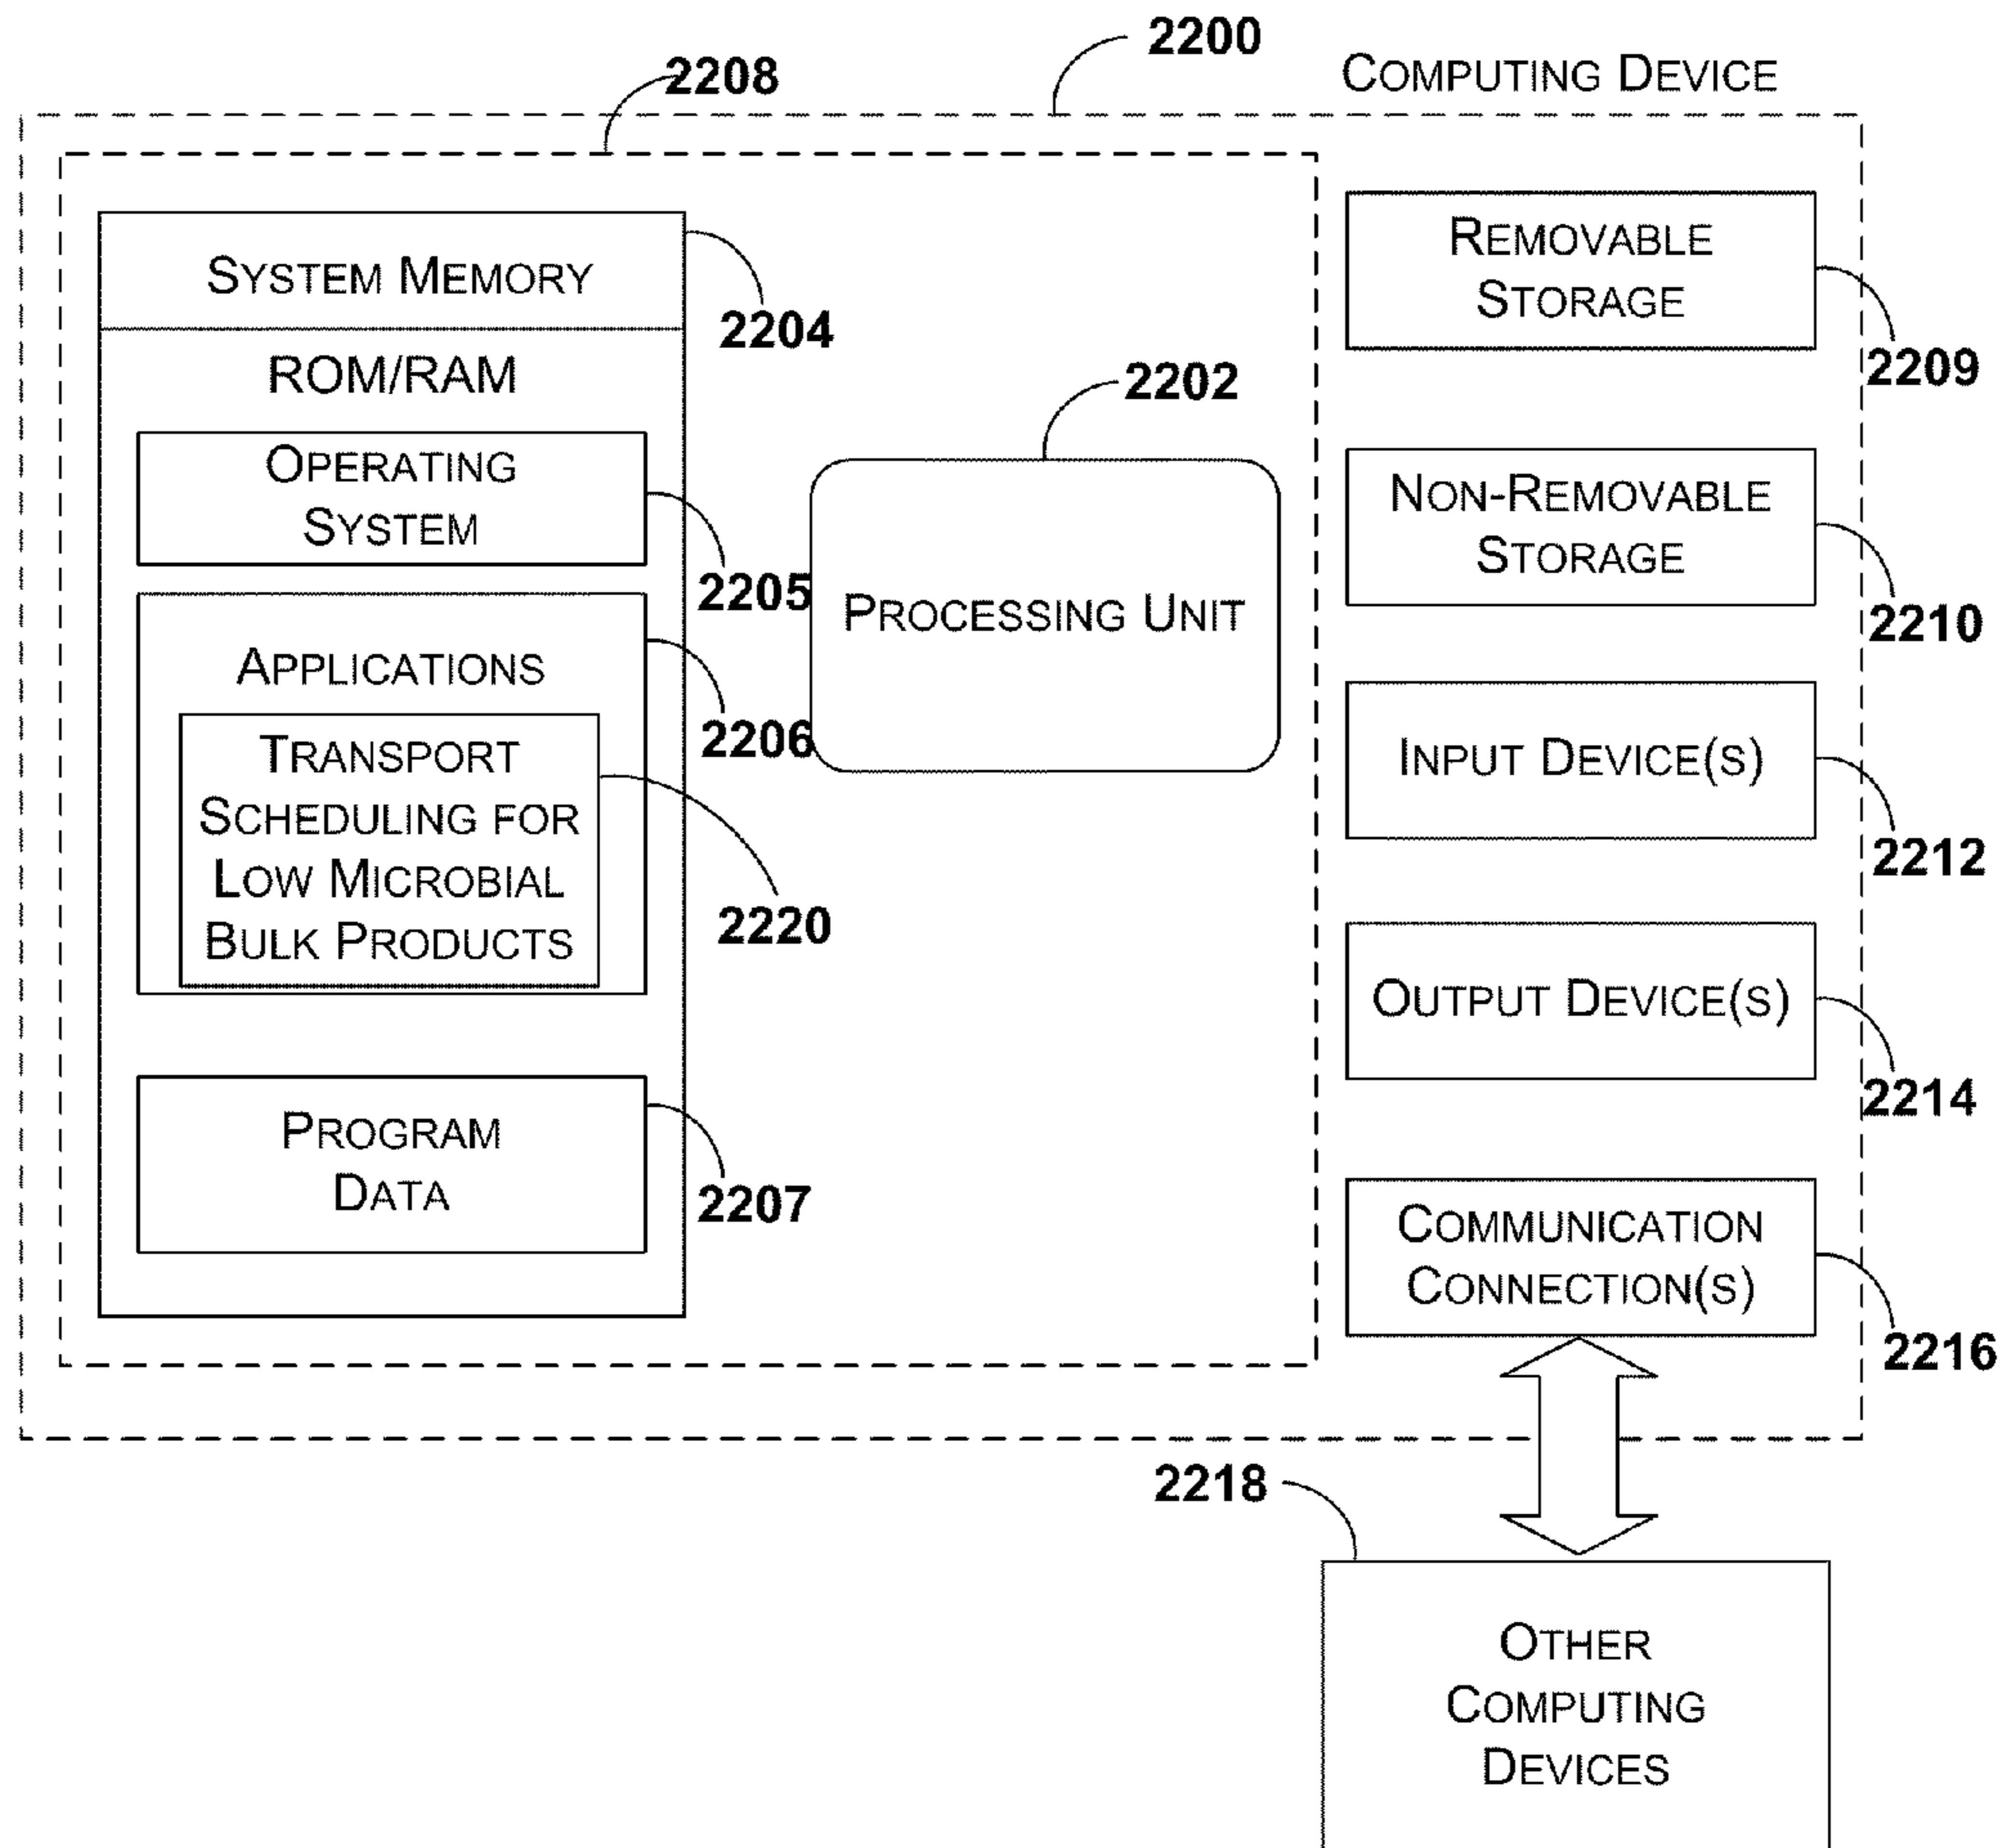 2200
COMPUTING DEVICE
2208
SYSTEM MEMORY
2204
ROM/RAM
OPERATING
SYSTEM
2205
APPLICATIONS
2206
TRANSPORT
SCHEDULING FOR
LOW MICROBIAL
BULK PRODUCTS
2220
PROGRAM
DATA
2207
2202
PROCESSING UNIT
REMOVABLE
STORAGE
2209
NON-REMOVABLE
STORAGE
2210
INPUT DEVICE(S)
2212
OUTPUT DEVICE(S)
2214
COMMUNICATION
CONNECTION(S)
2216
2218
OTHER
COMPUTING
DEVICES